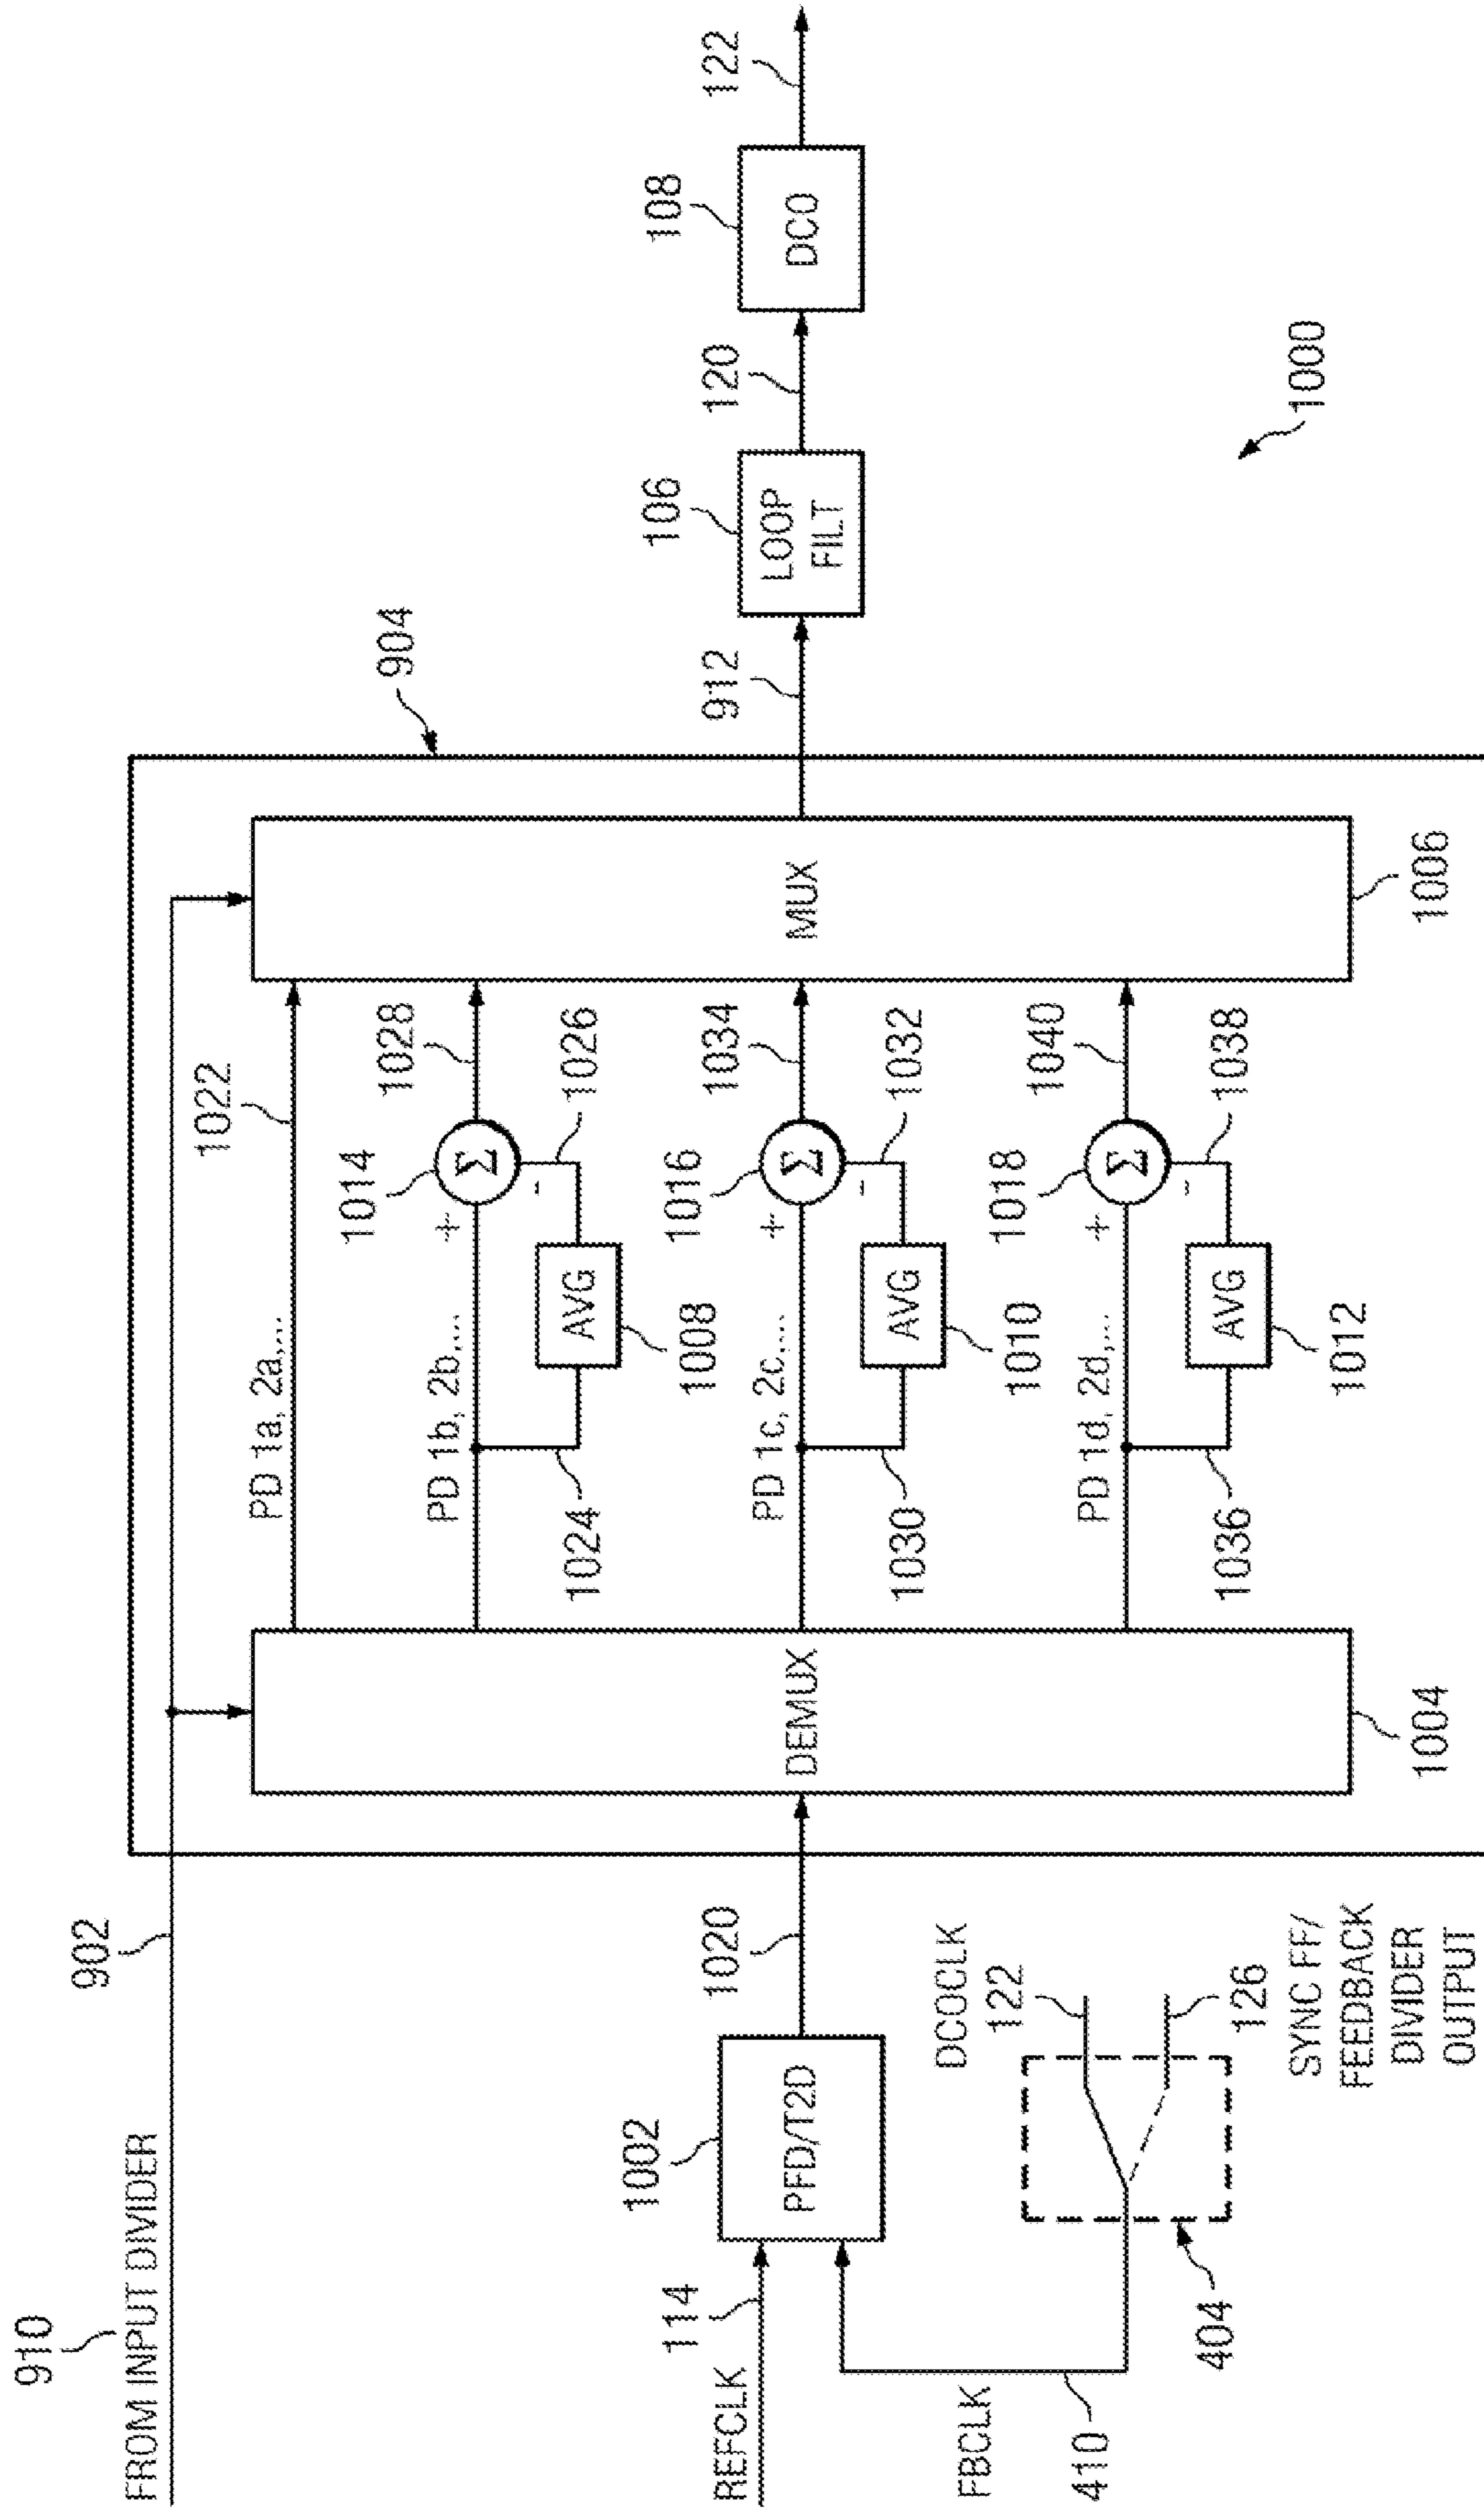 910
FROM INPUT DIVIDER
902
904
1022
PD 1a, 2a,...
1014
1028
+
Σ
PD 1b, 2b,...
-
1026
AVG
1024
1008
114
REFCLK
1002
PFD/T2D
1020
DEMUX
1016
1034
+
Σ
PD 1c, 2c,...
-
1032
AVG
1030
1010
MUX
912
106
LOOP
FILT
120
108
DCO
122
FBCLK
410
DCOCLK
122
404
126
SYNC FF/
FEEDBACK
DIVIDER
OUTPUT
1018
1040
+
Σ
PD 1d, 2d,...
-
1038
AVG
1036
1012
1004
1006
1000